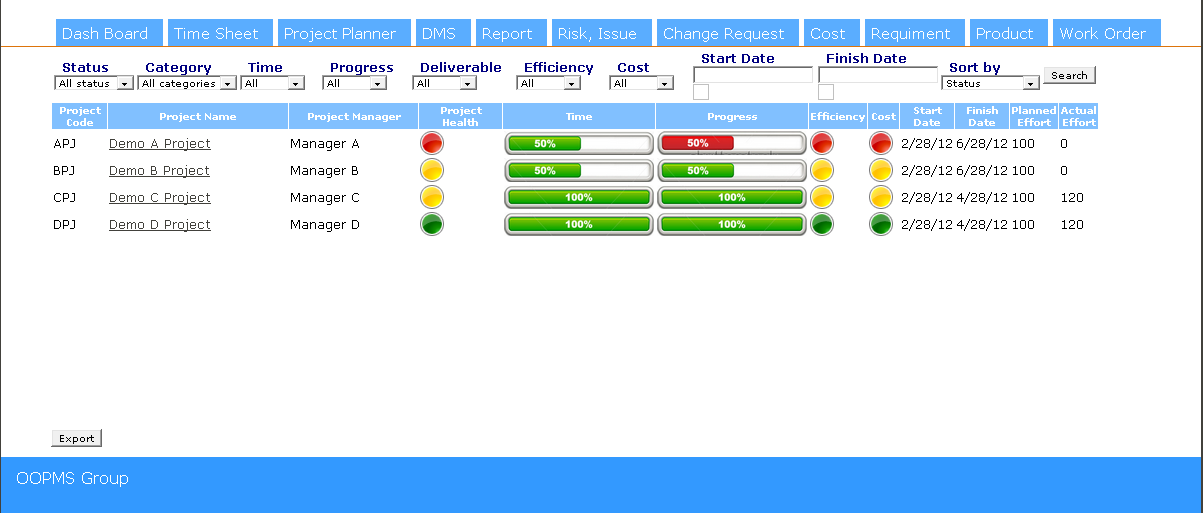 Dash Board Time Sheet Project Planner DMS Report Risk, Issue Change Request Cost Requiment Product Work Order
Status Category Time Progress Deliverable Efficiency Cost Start Date Finish Date Sort by
All status All categories All All All All All Status Search
Project Code Project Name Project Manager Project Health Time Progress Efficiency Cost Start Date Finish Date Planned Effort Actual Effort
APJ Demo A Project Manager A 50% 50% 2/28/12 6/28/12 100 0
BPJ Demo B Project Manager B 50% 50% 2/28/12 6/28/12 100 0
CPJ Demo C Project Manager C 100% 100% 2/28/12 4/28/12 100 120
DPJ Demo D Project Manager D 100% 100% 2/28/12 4/28/12 100 120
Export
OOPMS Group